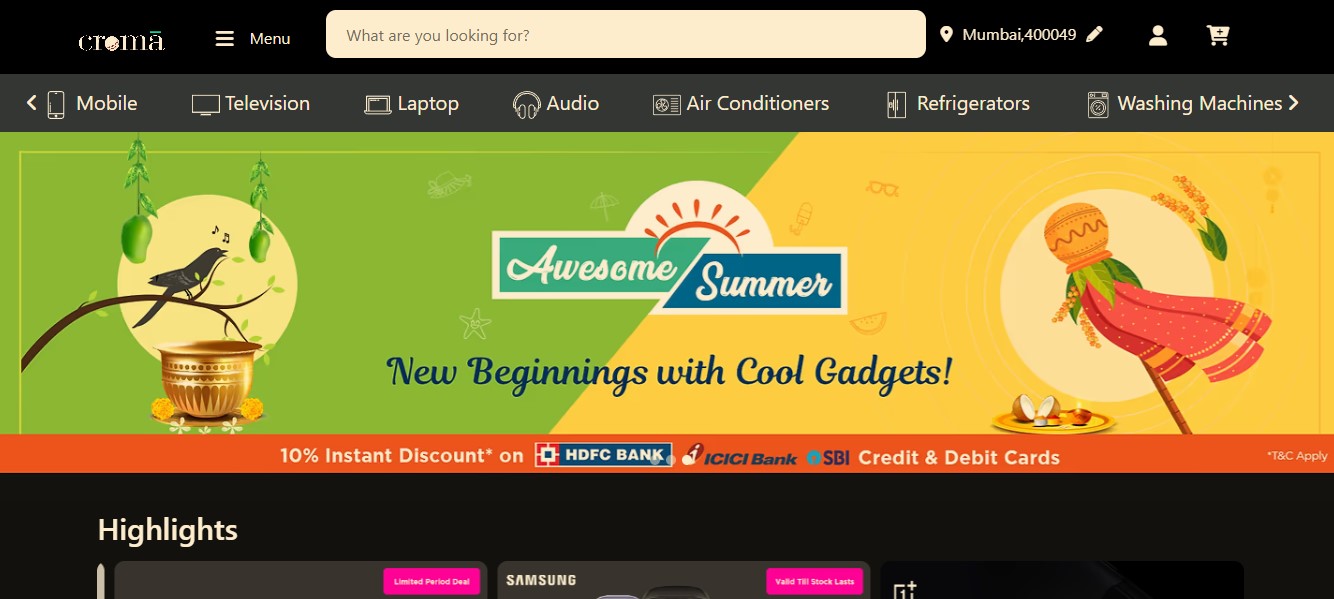 cromā
Menu
What are you looking for?
Mumbai,400049
Mobile
Television
Laptop
Audio
Air Conditioners
Refrigerators
Washing Machines
Awesome
Summer
New Beginnings with Cool Gadgets!
10% Instant Discount* on HDFC BANK ICICI Bank SBI Credit & Debit Cards
*T&C Apply
Highlights
Limited Period Deal
SAMSUNG
Valid Till Stock Lasts